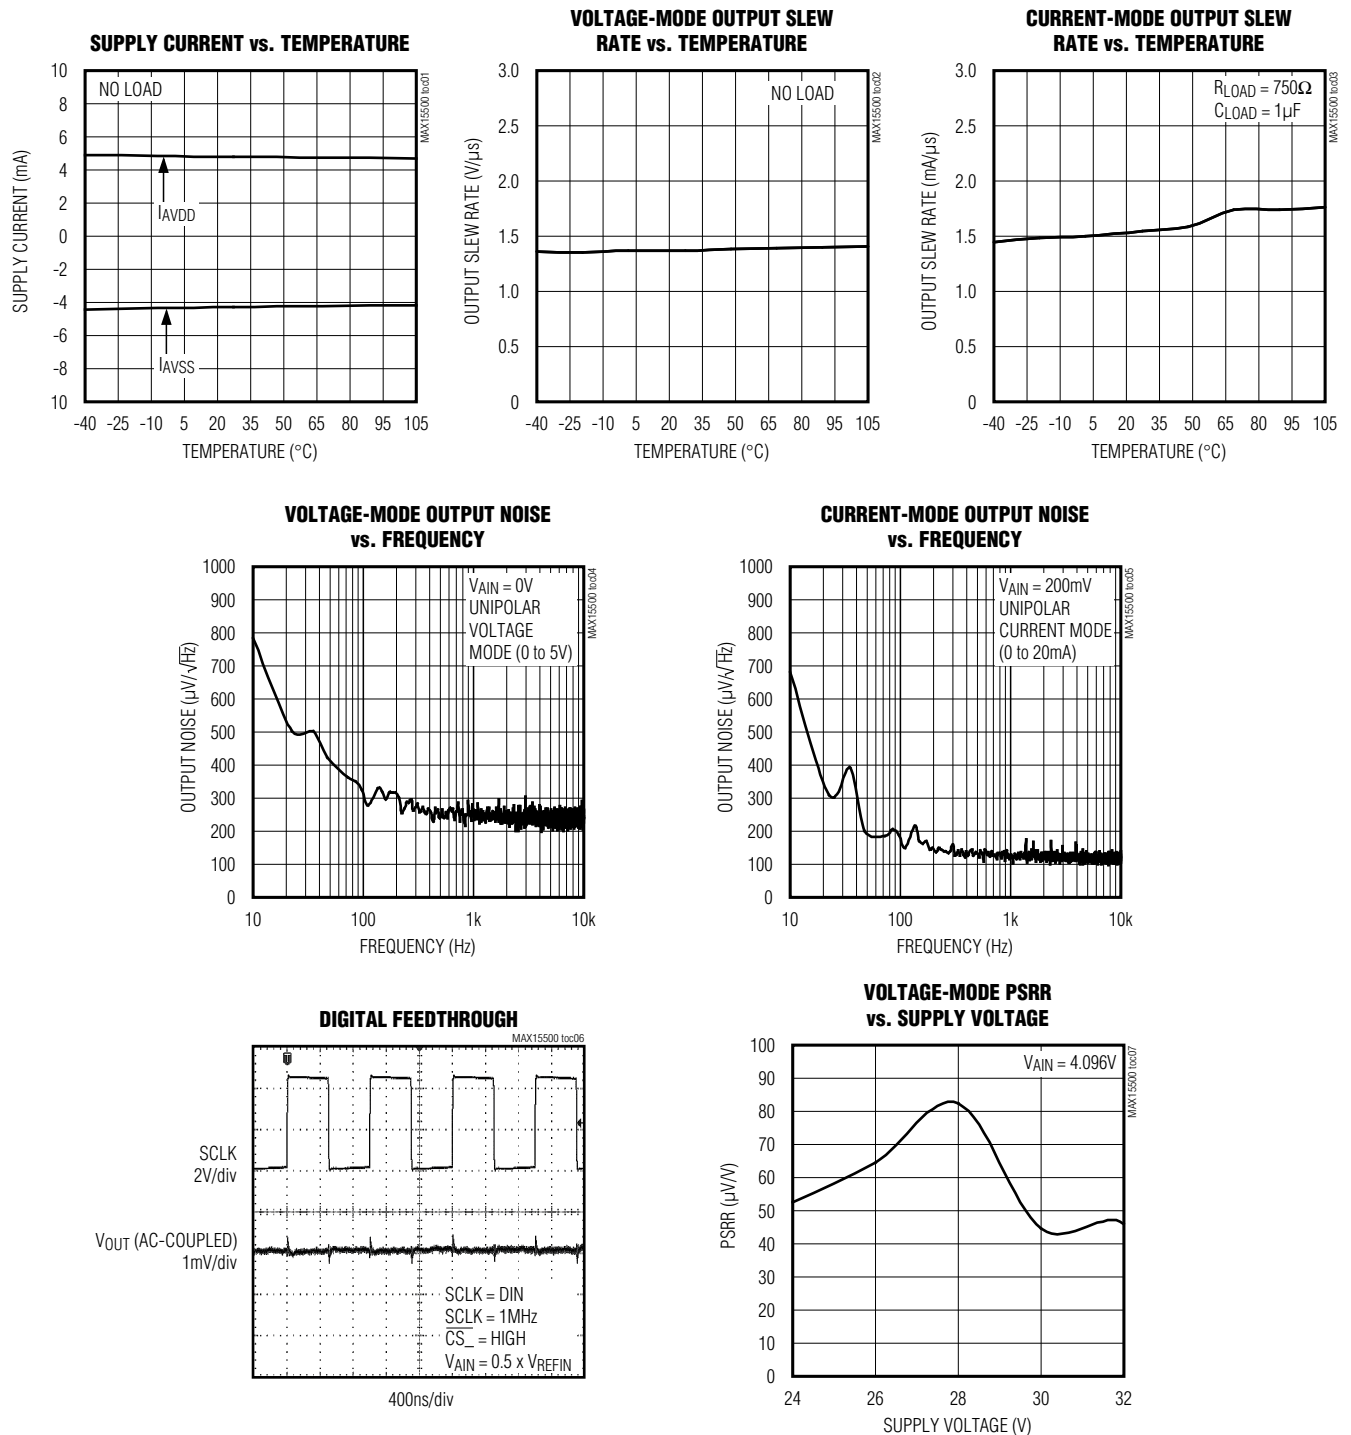 SUPPLY CURRENT vs. TEMPERATURE
MAX15500 toc01
NO LOAD
10
8
6
4
2
0
-2
-4
-6
-8
10
SUPPLY CURRENT (mA)
IAVDD
IAVSS
-40 -25 -10 5 20 35 50 65 80 95 105
TEMPERATURE (°C)
VOLTAGE-MODE OUTPUT SLEW
RATE vs. TEMPERATURE
MAX15500 toc02
NO LOAD
3.0
2.5
2.0
1.5
1.0
0.5
0
OUTPUT SLEW RATE (V/µs)
-40 -25 -10 5 20 35 50 65 80 95 105
TEMPERATURE (°C)
CURRENT-MODE OUTPUT SLEW
RATE vs. TEMPERATURE
MAX15500 toc03
RLOAD = 750Ω
CLOAD = 1µF
3.0
2.5
2.0
1.5
1.0
0.5
0
OUTPUT SLEW RATE (mA/µs)
-40 -25 -10 5 20 35 50 65 80 95 105
TEMPERATURE (°C)
VOLTAGE-MODE OUTPUT NOISE
vs. FREQUENCY
MAX15500 toc04
VAIN = 0V
UNIPOLAR
VOLTAGE
MODE (0 to 5V)
1000
900
800
700
600
500
400
300
200
100
0
OUTPUT NOISE (µV/√Hz)
10 100 1k 10k
FREQUENCY (Hz)
CURRENT-MODE OUTPUT NOISE
vs. FREQUENCY
MAX15500 toc05
VAIN = 200mV
UNIPOLAR
CURRENT MODE
(0 to 20mA)
1000
900
800
700
600
500
400
300
200
100
0
OUTPUT NOISE (µV/√Hz)
10 100 1k 10k
FREQUENCY (Hz)
DIGITAL FEEDTHROUGH
MAX15500 toc06
SCLK
2V/div
VOUT (AC-COUPLED)
1mV/div
SCLK = DIN
SCLK = 1MHz
C̅S̅_̅ = HIGH
VAIN = 0.5 x VREFIN
400ns/div
VOLTAGE-MODE PSRR
vs. SUPPLY VOLTAGE
MAX15500 toc07
VAIN = 4.096V
100
90
80
70
60
50
40
30
20
10
0
PSRR (µV/V)
24 26 28 30 32
SUPPLY VOLTAGE (V)